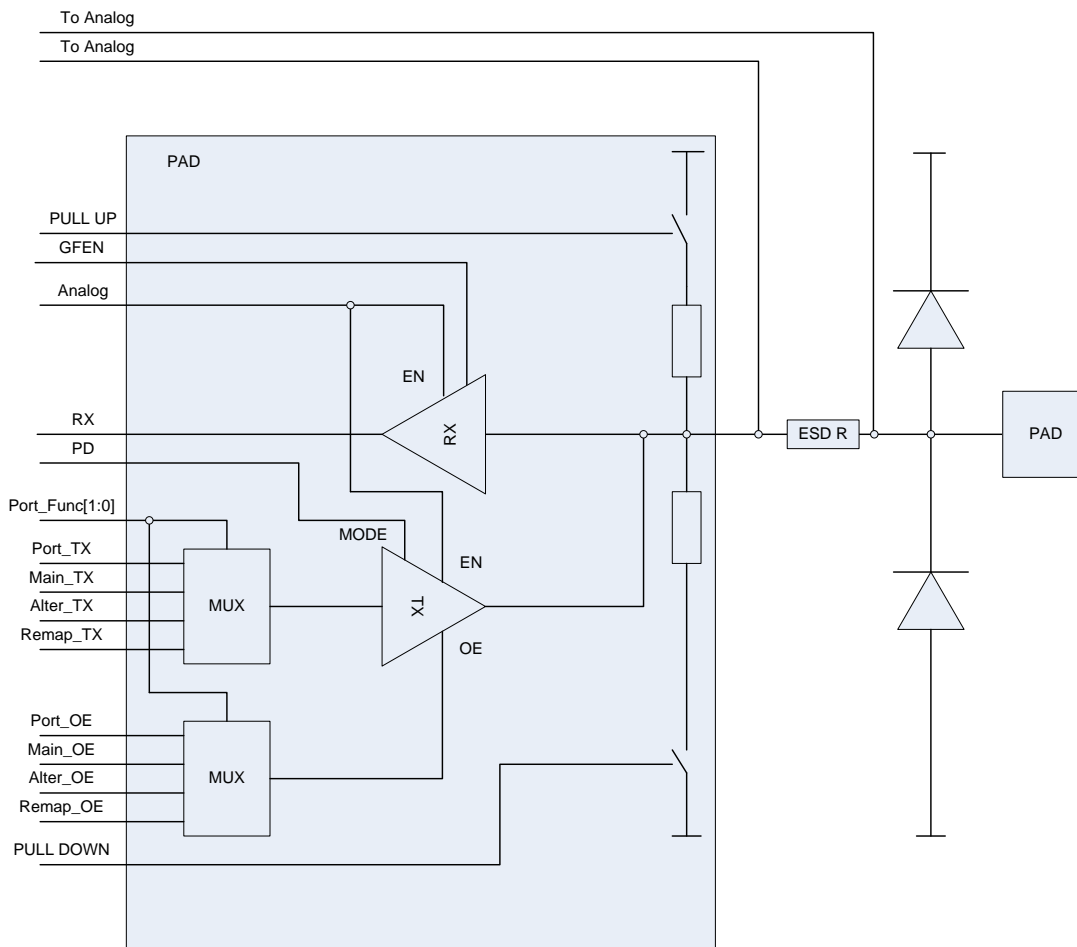 To Analog
To Analog
PAD
PULL UP
GFEN
Analog
EN
RX
RX
PD
PAD
ESD R
Port_Func[1:0]
MODE
Port_TX
EN
Main_TX
MUX
TX
Alter_TX
Remap_TX
OE
Port_OE
Main_OE
MUX
Alter_OE
Remap_OE
PULL DOWN